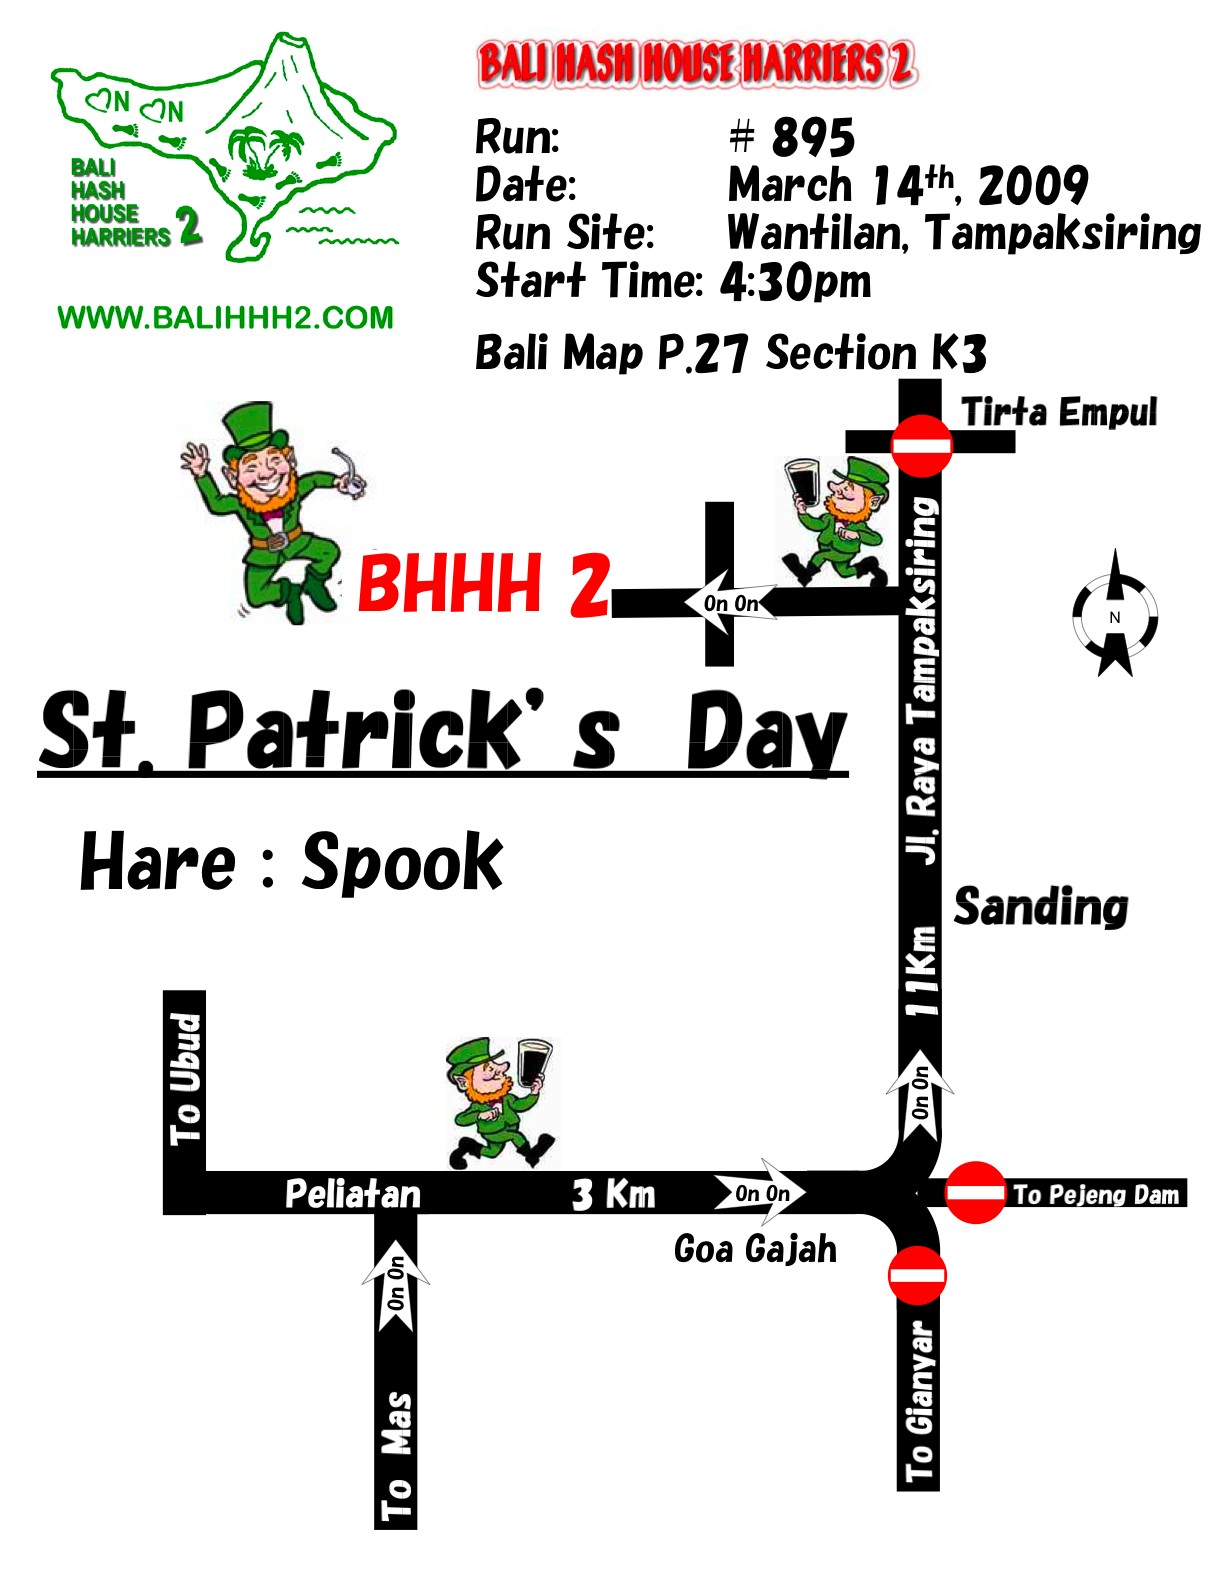 BALI HASH HOUSE HARRIERS 2
ON ON
BALI
HASH
HOUSE
HARRIERS 2
WWW.BALIHHH2.COM
Run: # 895
Date: March 14th, 2009
Run Site: Wantilan, Tampaksiring
Start Time: 4:30pm
Bali Map P.27 Section K3
Tirta Empul
BHHH 2
On On
Jl. Raya Tampaksiring
N
St. Patrick's Day
Hare : Spook
Sanding
11Km
To Ubud
On On
Peliatan
3 Km
On On
To Pejeng Dam
Goa Gajah
On On
To Mas
To Gianyar